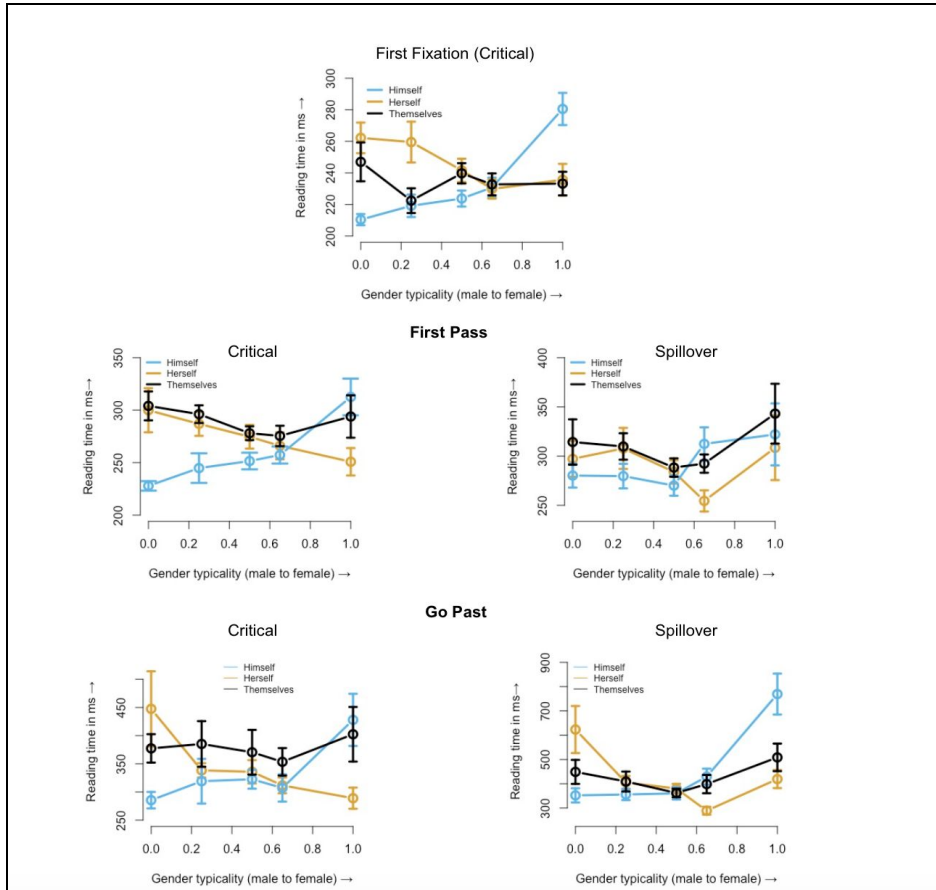 First Fixation (Critical)
Reading time in ms →
300
280
260
240
220
200
Himself
Herself
Themselves
0.0 0.2 0.4 0.6 0.8 1.0
Gender typicality (male to female) →
First Pass
Critical
Reading time in ms→
350
300
250
200
Himself
Herself
Themselves
0.0 0.2 0.4 0.6 0.8 1.0
Gender typicality (male to female) →
Spillover
Reading time in ms→
400
350
300
250
Himself
Herself
Themselves
0.0 0.2 0.4 0.6 0.8 1.0
Gender typicality (male to female) →
Go Past
Critical
Reading time in ms →
450
350
250
Himself
Herself
Themselves
0.0 0.2 0.4 0.6 0.8 1.0
Gender typicality (male to female) →
Spillover
Reading time in ms→
900
700
500
300
Himself
Herself
Themselves
0.0 0.2 0.4 0.6 0.8 1.0
Gender typicality (male to female) →